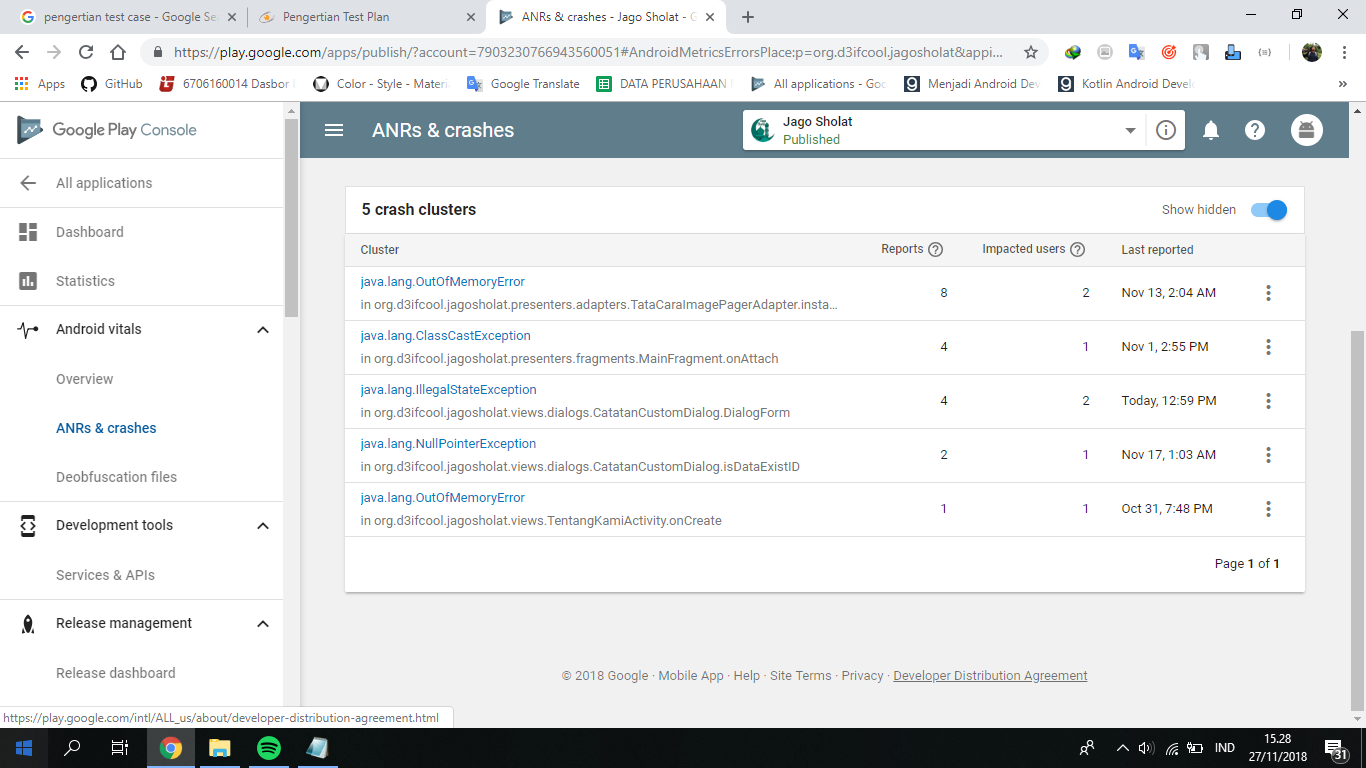 pengertian test case - Google Se
Pengertian Test Plan
ANRs & crashes - Jago Sholat - G
https://play.google.com/apps/publish/?account=7903230766943560051#AndroidMetricsErrorsPlace:p=org.d3ifcool.jagosholat&appi...
Apps
GitHub
6706160014 Dasbor
Color - Style - Materi
Google Translate
DATA PERUSAHAAN
All applications - Goo
Menjadi Android Dev
Kotlin Android Devel
»
Google Play Console
ANRs & crashes
Jago Sholat
Published
All applications
Dashboard
Statistics
Android vitals
Overview
ANRs & crashes
Deobfuscation files
Development tools
Services & APIs
Release management
Release dashboard
5 crash clusters
Show hidden
Cluster Reports Impacted users Last reported
java.lang.OutOfMemoryError
in org.d3ifcool.jagosholat.presenters.adapters.TataCaraImagePagerAdapter.insta...
8 2 Nov 13, 2:04 AM
java.lang.ClassCastException
in org.d3ifcool.jagosholat.presenters.fragments.MainFragment.onAttach
4 1 Nov 1, 2:55 PM
java.lang.IllegalStateException
in org.d3ifcool.jagosholat.views.dialogs.CatatanCustomDialog.DialogForm
4 2 Today, 12:59 PM
java.lang.NullPointerException
in org.d3ifcool.jagosholat.views.dialogs.CatatanCustomDialog.isDataExistID
2 1 Nov 17, 1:03 AM
java.lang.OutOfMemoryError
in org.d3ifcool.jagosholat.views.TentangKamiActivity.onCreate
1 1 Oct 31, 7:48 PM
Page 1 of 1
© 2018 Google · Mobile App · Help · Site Terms · Privacy · Developer Distribution Agreement
https://play.google.com/intl/ALL_us/about/developer-distribution-agreement.html
IND
15.28
27/11/2018
31